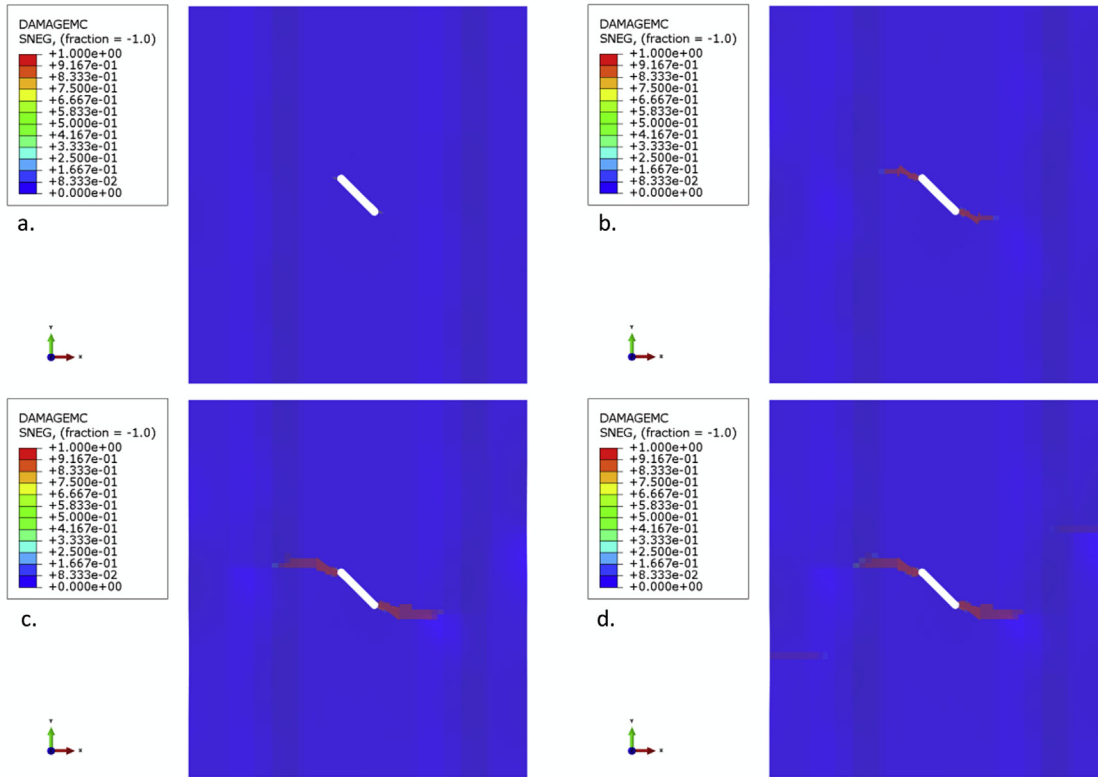 DAMAGEMC
SNEG, (fraction = -1.0)
+1.000e+00
+9.167e-01
+8.333e-01
+7.500e-01
+6.667e-01
+5.833e-01
+5.000e-01
+4.167e-01
+3.333e-01
+2.500e-01
+1.667e-01
+8.333e-02
+0.000e+00
a.
Y
X
DAMAGEMC
SNEG, (fraction = -1.0)
+1.000e+00
+9.167e-01
+8.333e-01
+7.500e-01
+6.667e-01
+5.833e-01
+5.000e-01
+4.167e-01
+3.333e-01
+2.500e-01
+1.667e-01
+8.333e-02
+0.000e+00
b.
Y
X
DAMAGEMC
SNEG, (fraction = -1.0)
+1.000e+00
+9.167e-01
+8.333e-01
+7.500e-01
+6.667e-01
+5.833e-01
+5.000e-01
+4.167e-01
+3.333e-01
+2.500e-01
+1.667e-01
+8.333e-02
+0.000e+00
c.
Y
X
DAMAGEMC
SNEG, (fraction = -1.0)
+1.000e+00
+9.167e-01
+8.333e-01
+7.500e-01
+6.667e-01
+5.833e-01
+5.000e-01
+4.167e-01
+3.333e-01
+2.500e-01
+1.667e-01
+8.333e-02
+0.000e+00
d.
Y
X